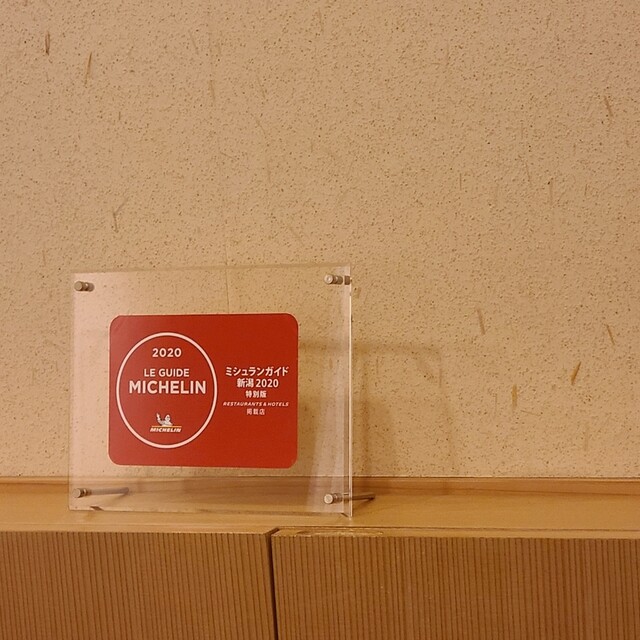 2020
LE GUIDE
MICHELIN
MICHELIN
ミシュランガイド
新潟 2020
特別版
RESTAURANTS & HOTELS
掲載店